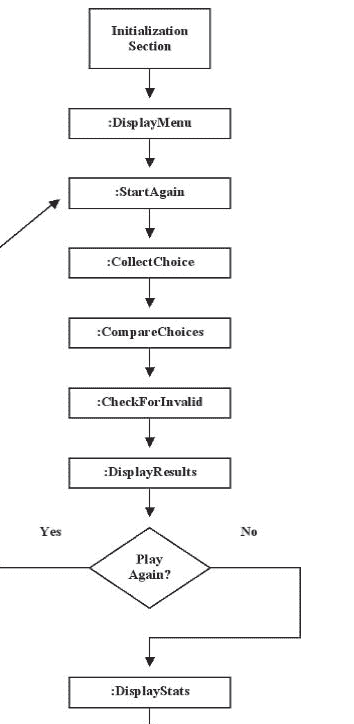 Initialization
Section
:DisplayMenu
:StartAgain
:CollectChoice
:CompareChoices
:CheckForInvalid
:DisplayResults
Yes
No
Play
Again?
:DisplayStats